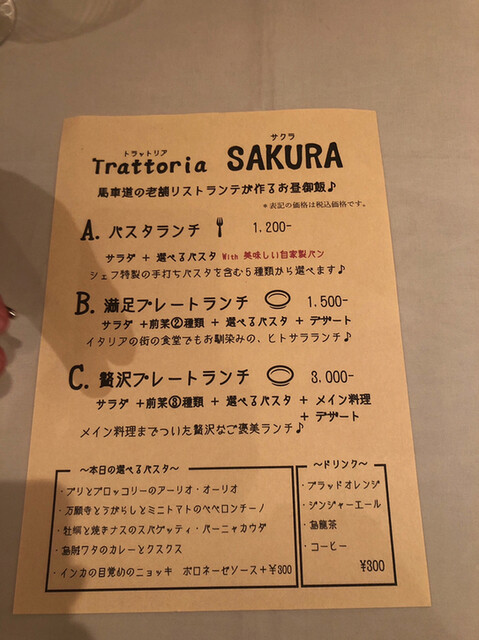 トラットリア サクラ
Trattoria SAKURA
馬車道の老舗リストランテが作るお昼御飯♪
*表記の価格は税込価格です。
A. パスタランチ 1.200-
サラダ + 選べるパスタ With 美味しい自家製パン
シェフ特製の手打ちパスタを含む5種類から選べます♪
B. 満足プレートランチ 1.500-
サラダ +前菜②種類 + 選べるパスタ + デザート
イタリアの街の食堂でもお馴染みの、ヒトサラランチ♪
C. 贅沢プレートランチ 3.000-
サラダ +前菜③種類 + 選べるパスタ + メイン料理
+ デザート
メイン料理までついた贅沢なご褒美ランチ♪
～本日の選べるパスタ～
・ブリとブロッコリーのアーリオ・オーリオ
・万願寺とうがらしとミニトマトのペペロンチーノ
・牡蠣と焼きナスのスパゲッティ・バーニャカウダ
・烏賊ワタのカレーとクスクス
・インカの目覚めのニョッキ ボロネーゼソース+¥300
～ドリンク～
・ブラッドオレンジ
・ジンジャーエール
・烏龍茶
・コーヒー
¥300